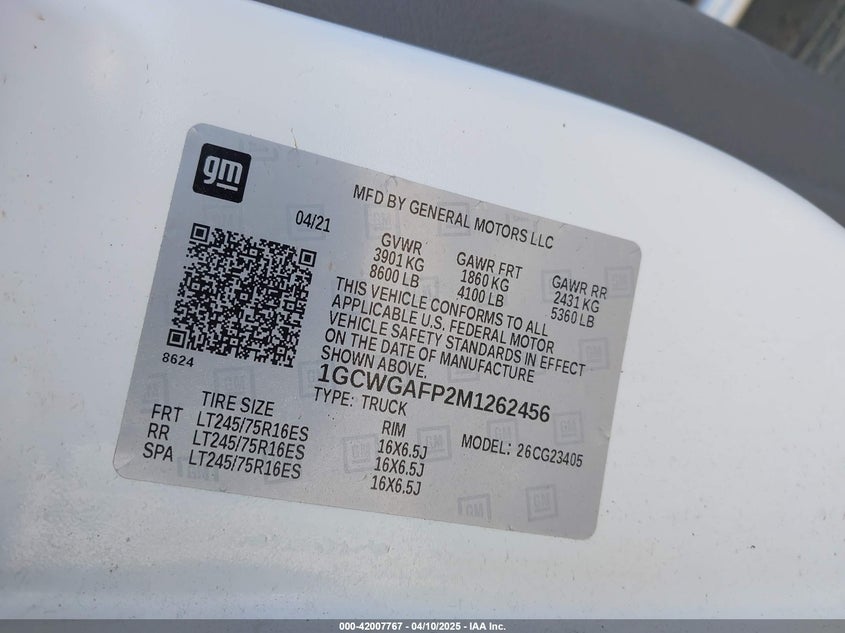 gm
MFD BY GENERAL MOTORS LLC
04/21
GVWR
3901 KG
8600 LB
GAWR FRT
1860 KG
4100 LB
GAWR RR
2431 KG
5360 LB
THIS VEHICLE CONFORMS TO ALL
APPLICABLE U.S. FEDERAL MOTOR
VEHICLE SAFETY STANDARDS IN EFFECT
ON THE DATE OF MANUFACTURE
SHOWN ABOVE.
8624
1GCWGAFP2M1262456
TYPE: TRUCK
MODEL: 26CG23405
TIRE SIZE RIM
FRT LT245/75R16ES 16X6.5J
RR LT245/75R16ES 16X6.5J
SPA LT245/75R16ES 16X6.5J
000-42007767 - 04/10/2025 - IAA Inc.